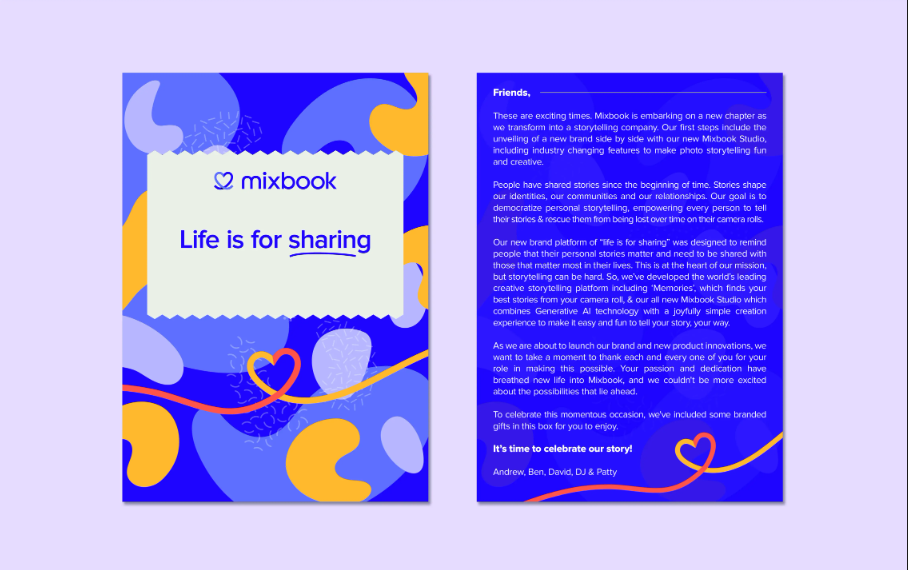 mixbook
Life is for sharing
Friends,
These are exciting times. Mixbook is embarking on a new chapter as
we transform into a storytelling company. Our first steps include the
unveiling of a new brand side by side with our new Mixbook Studio,
including industry changing features to make photo storytelling fun
and creative.
People have shared stories since the beginning of time. Stories shape
our identities, our communities and our relationships. Our goal is to
democratize personal storytelling, empowering every person to tell
their stories & rescue them from being lost over time on their camera rolls.
Our new brand platform of “life is for sharing” was designed to remind
people that their personal stories matter and need to be shared with
those that matter most in their lives. This is at the heart of our mission,
but storytelling can be hard. So, we’ve developed the world’s leading
creative storytelling platform including ‘Memories’, which finds your
best stories from your camera roll, & our all new Mixbook Studio which
combines Generative AI technology with a joyfully simple creation
experience to make it easy and fun to tell your story, your way.
As we are about to launch our brand and new product innovations, we
want to take a moment to thank each and every one of you for your
role in making this possible. Your passion and dedication have
breathed new life into Mixbook, and we couldn’t be more excited
about the possibilities that lie ahead.
To celebrate this momentous occasion, we’ve included some branded
gifts in this box for you to enjoy.
It’s time to celebrate our story!
Andrew, Ben, David, DJ & Patty